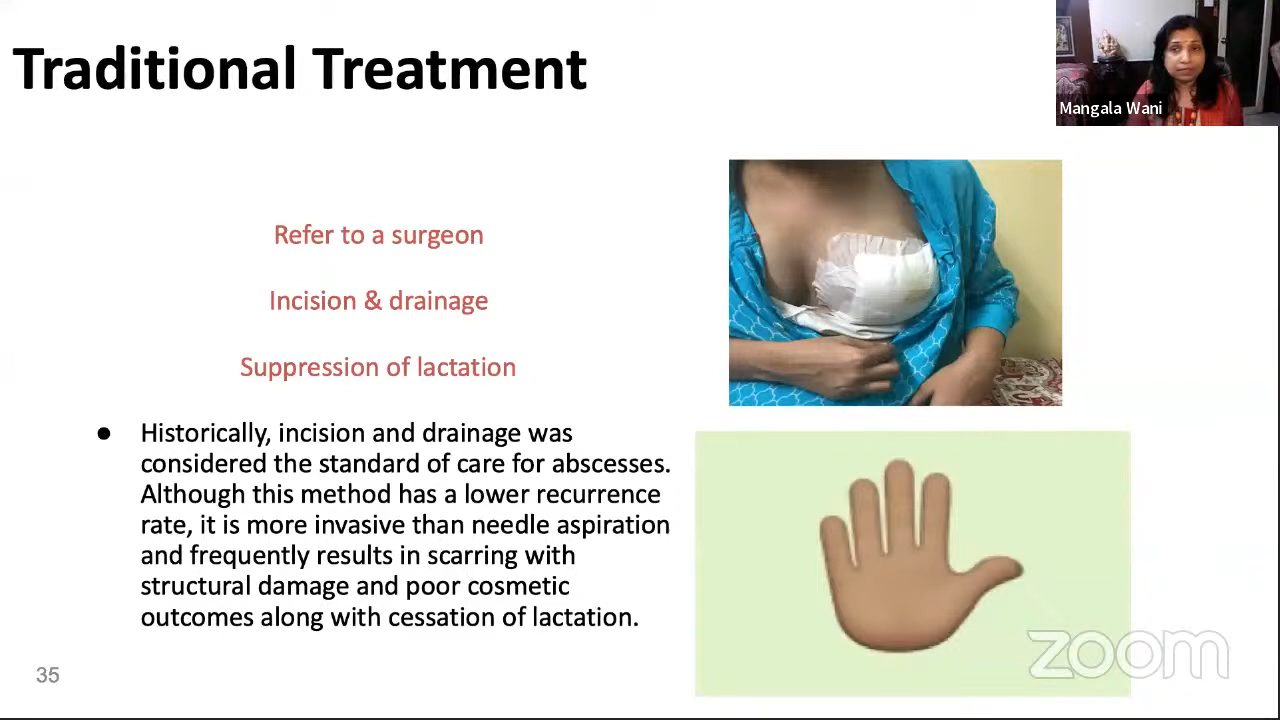 Traditional Treatment
Mangala Wani
Refer to a surgeon
Incision & drainage
Suppression of lactation
● Historically, incision and drainage was
considered the standard of care for abscesses.
Although this method has a lower recurrence
rate, it is more invasive than needle aspiration
and frequently results in scarring with
structural damage and poor cosmetic
outcomes along with cessation of lactation.
35
zoom